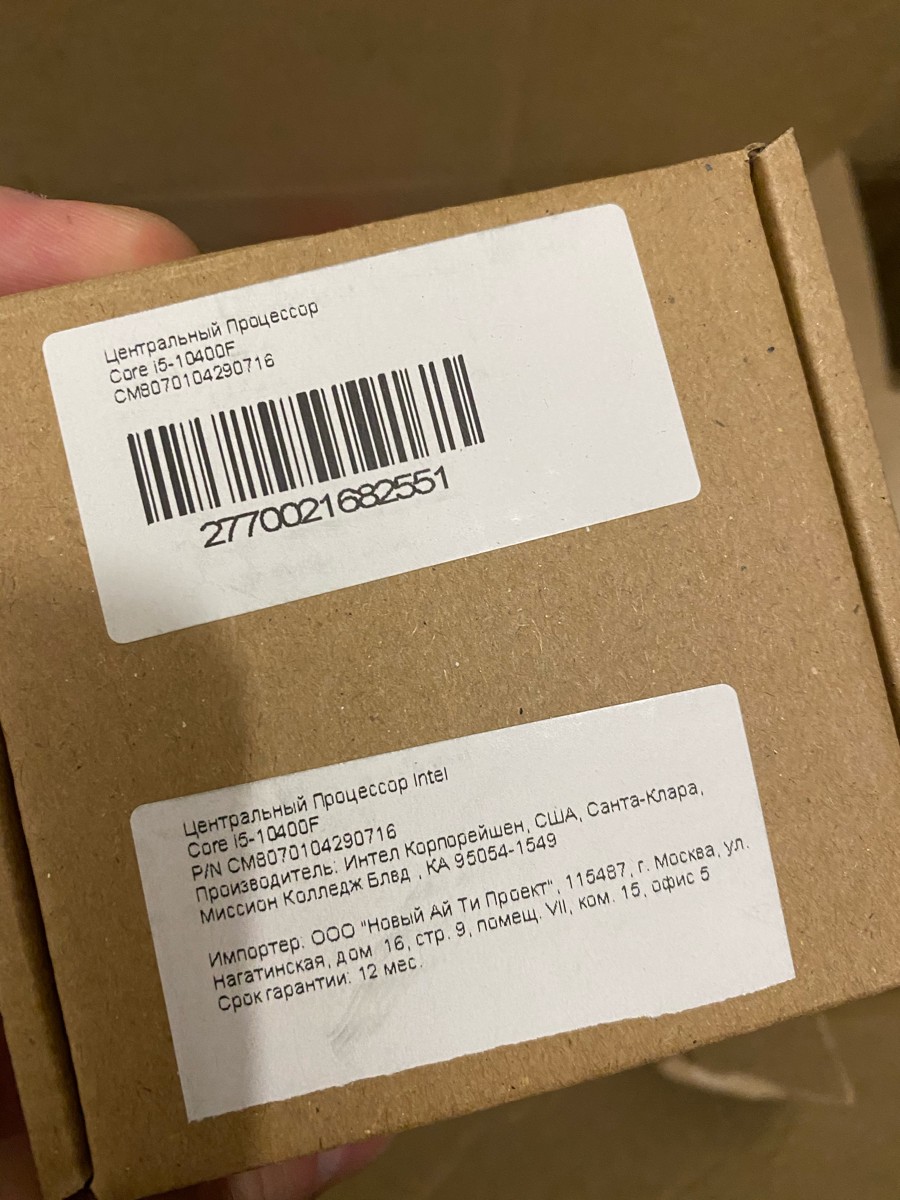 Центральный Процессор
Core i5-10400F
CM8070104290716
2770021682551
Центральный Процессор Intel
Core i5-10400F
P/N CM8070104290716
Производитель: Интел Корпорейшен, США, Санта-Клара,
Миссион Колледж Блвд , КА 95054-1549
Импортер: ООО "Новый Ай Ти Проект", 115487, г. Москва, ул.
Нагатинская, дом 16, стр. 9, помещ. VII, ком. 15, офис 5
Срок гарантии: 12 мес.